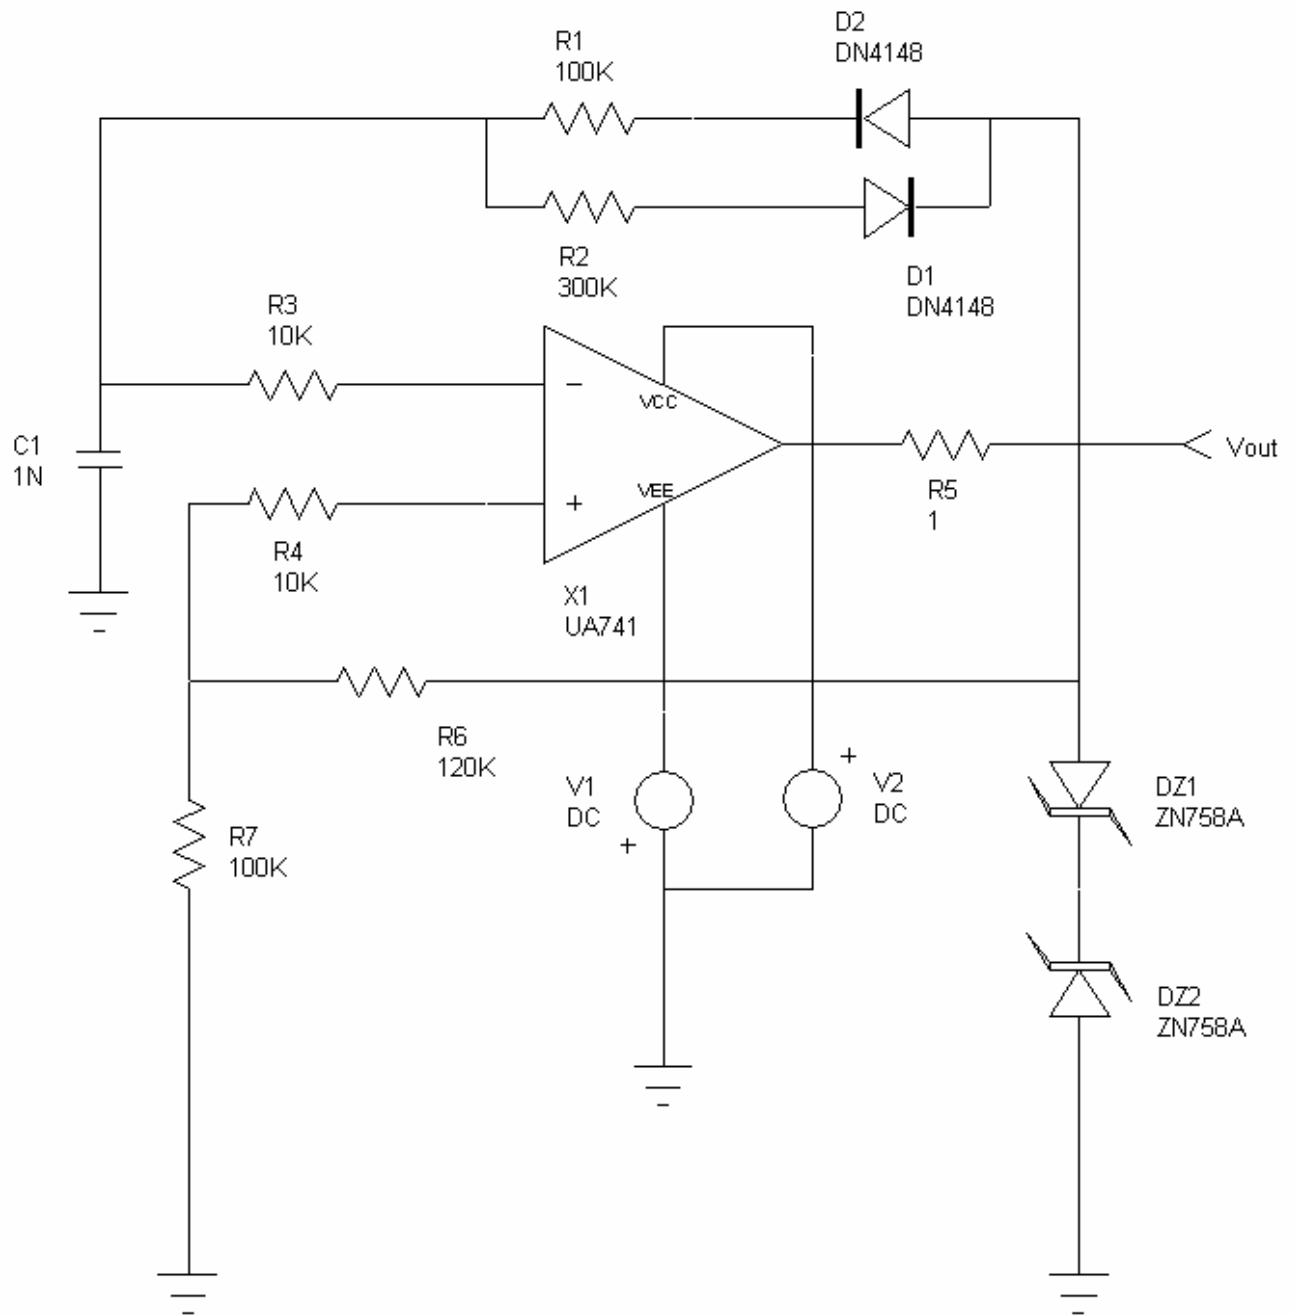 D2
DN4148
R1
100K
R2
300K
D1
DN4148
R3
10K
−
VCC
C1
1N
Vout
VEE
+
R5
1
R4
10K
X1
UA741
R6
120K
+
V1
DC
V2
DC
+
DZ1
ZN758A
R7
100K
DZ2
ZN758A